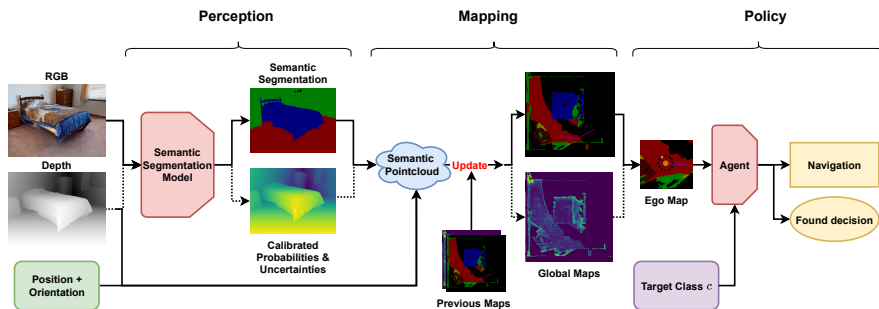 Perception
Mapping
Policy
RGB
Semantic
Segmentation
Depth
Semantic
Segmentation
Model
Semantic
Pointcloud
Update
Agent
Navigation
Ego Map
Found decision
Calibrated
Probabilities &
Uncertainties
Global Maps
Position +
Orientation
Previous Maps
Target Class c